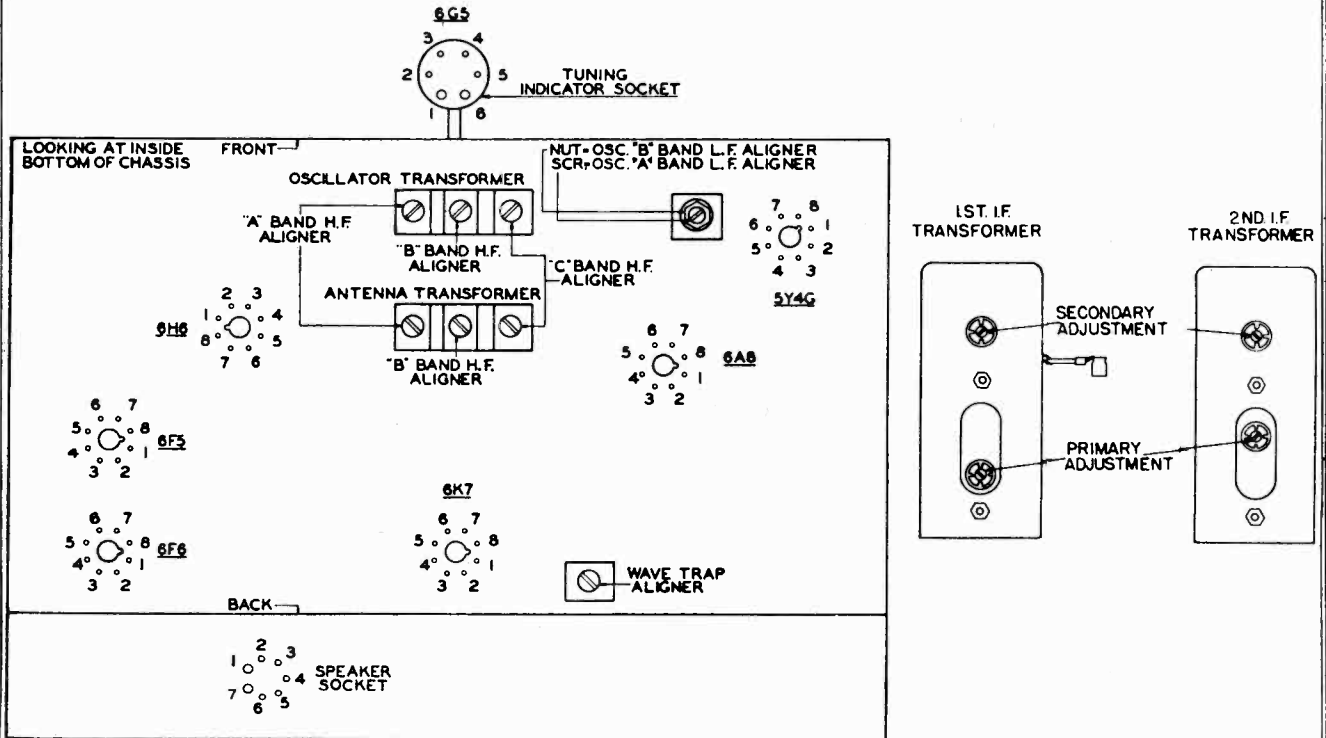 6G5
3 4
2 5
1 6
TUNING
INDICATOR SOCKET
LOOKING AT INSIDE
BOTTOM OF CHASSIS
FRONT
NUT-OSC. "B" BAND L.F. ALIGNER
SCR-OSC. "A" BAND L.F. ALIGNER
OSCILLATOR TRANSFORMER
"A" BAND H.F.
ALIGNER
"B" BAND H.F.
ALIGNER
"C" BAND H.F.
ALIGNER
ANTENNA TRANSFORMER
"B" BAND H.F.
ALIGNER
7 8
6 1
5 2
4 3
5Y4G
2 3
1 4
8 5
7 6
6H6
6 7
5 8
4 1
3 2
6A8
6 7
5 8
4 1
3 2
6F5
6 7
5 8
4 1
3 2
6F6
6K7
6 7
5 8
4 1
3 2
WAVE TRAP
ALIGNER
BACK
2
1 3
4
7 5
6
SPEAKER
SOCKET
1ST. I.F.
TRANSFORMER
2ND. I.F.
TRANSFORMER
SECONDARY
ADJUSTMENT
PRIMARY
ADJUSTMENT